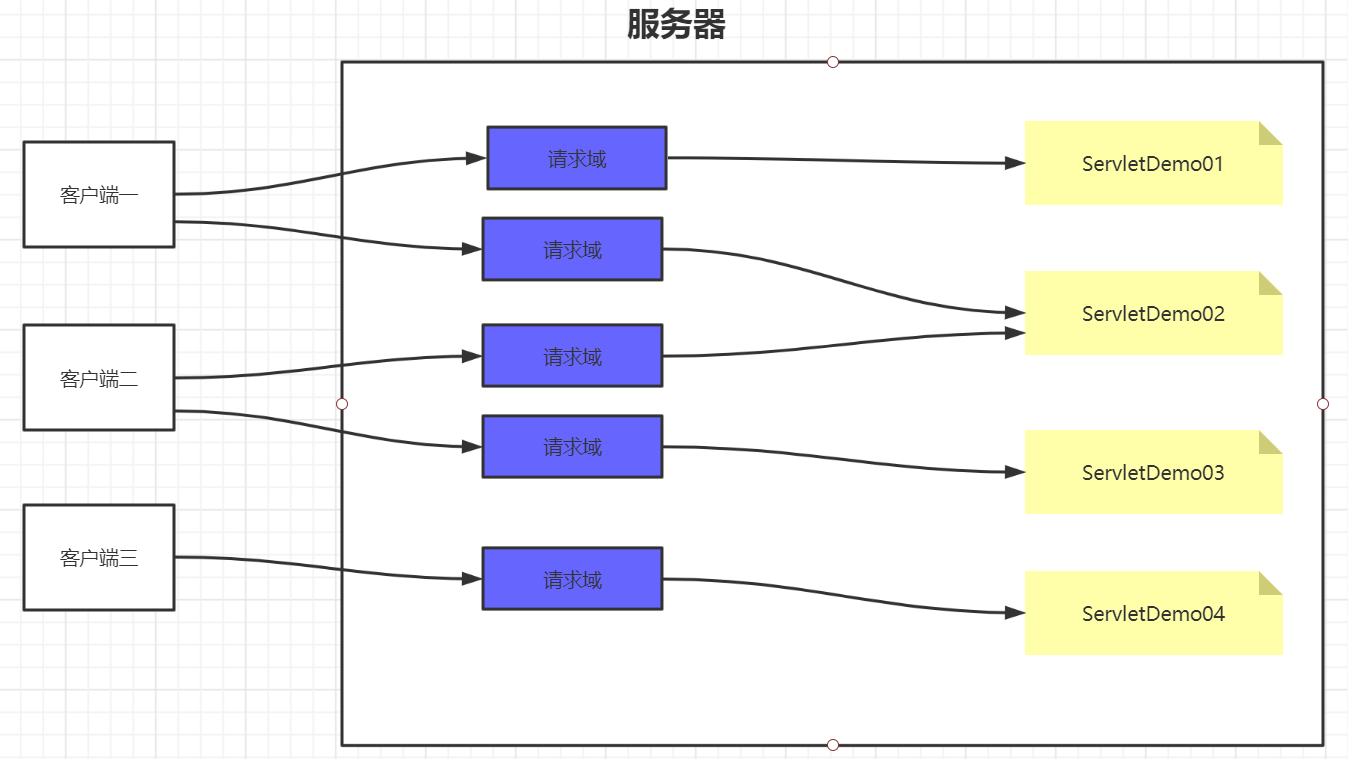 服务器
客户端一
请求域
ServletDemo01
请求域
ServletDemo02
客户端二
请求域
请求域
ServletDemo03
客户端三
请求域
ServletDemo04